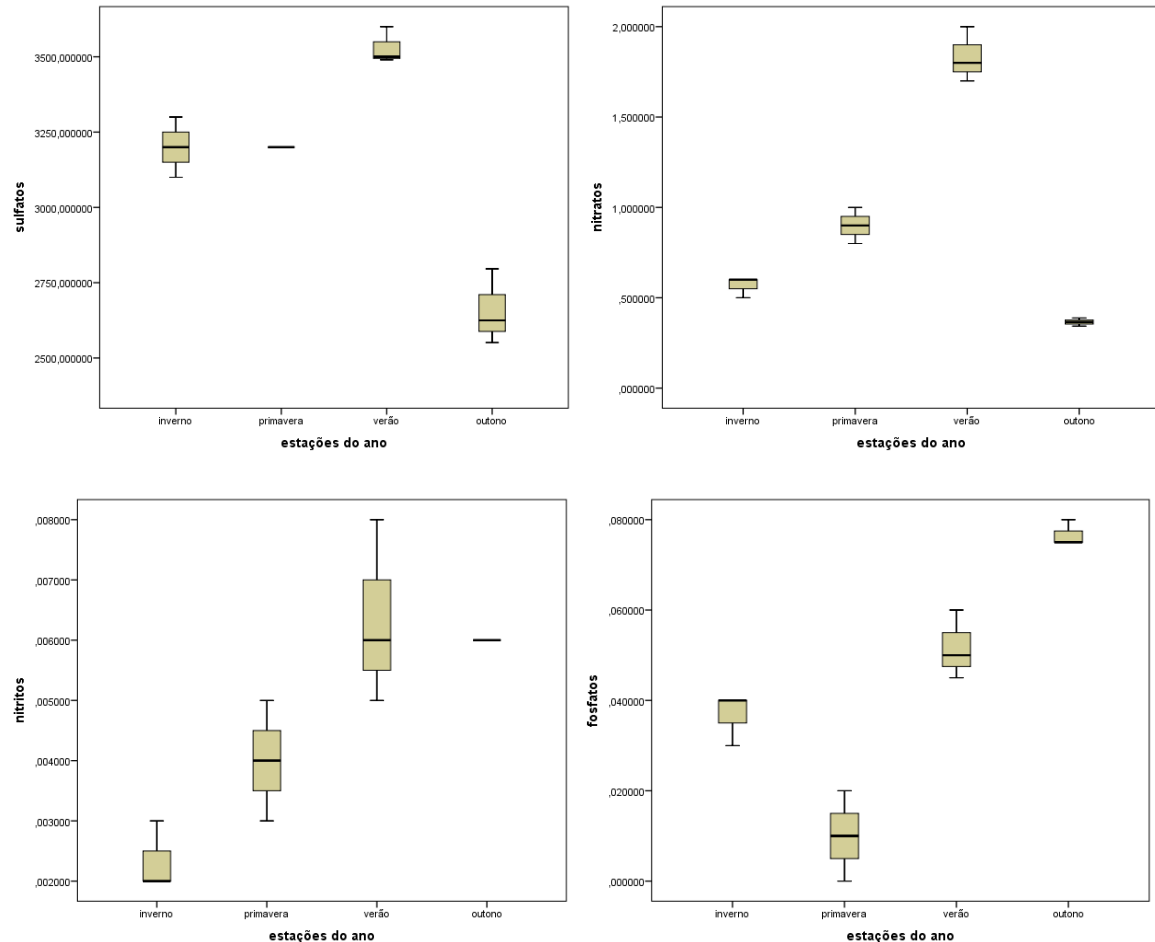 sulfatos
3500,000000
3250,000000
3000,000000
2750,000000
2500,000000
inverno primavera verão outono
estações do ano
nitratos
2,000000
1,500000
1,000000
,500000
,000000
inverno primavera verão outono
estações do ano
nitritos
,008000
,007000
,006000
,005000
,004000
,003000
,002000
inverno primavera verão outono
estações do ano
fosfatos
,080000
,060000
,040000
,020000
,000000
inverno primavera verão outono
estações do ano